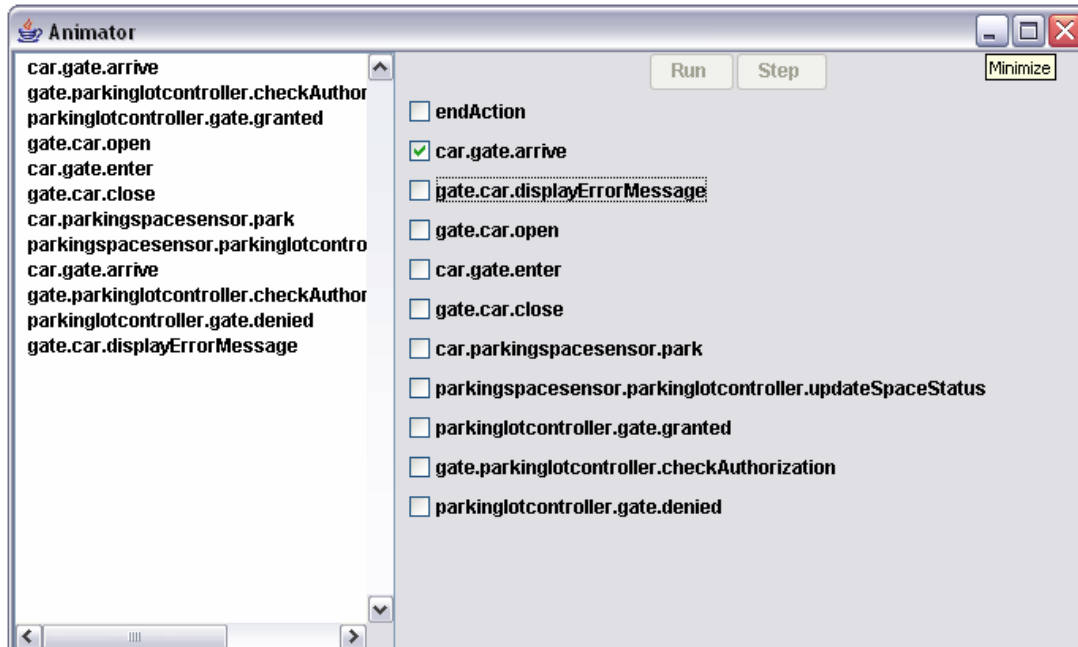 Animator
car.gate.arrive
gate.parkinglotcontroller.checkAuthor
parkinglotcontroller.gate.granted
gate.car.open
car.gate.enter
gate.car.close
car.parkingspacesensor.park
parkingspacesensor.parkinglotcontro
car.gate.arrive
gate.parkinglotcontroller.checkAuthor
parkinglotcontroller.gate.denied
gate.car.displayErrorMessage
Run Step
Minimize
endAction
car.gate.arrive
gate.car.displayErrorMessage
gate.car.open
car.gate.enter
gate.car.close
car.parkingspacesensor.park
parkingspacesensor.parkinglotcontroller.updateSpaceStatus
parkinglotcontroller.gate.granted
gate.parkinglotcontroller.checkAuthorization
parkinglotcontroller.gate.denied